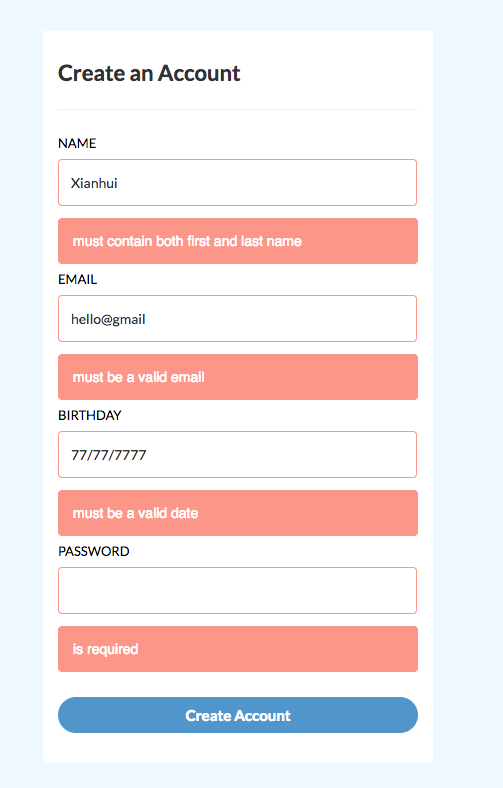 Create an Account
NAME
Xianhui
must contain both first and last name
EMAIL
hello@gmail
must be a valid email
BIRTHDAY
77/77/7777
must be a valid date
PASSWORD
is required
Create Account